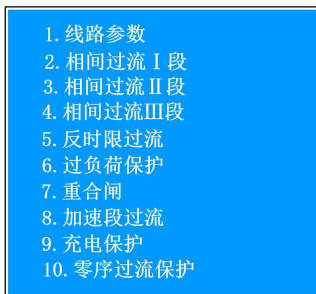 1. 线路参数
2. 相间过流Ⅰ段
3. 相间过流Ⅱ段
4. 相间过流Ⅲ段
5. 反时限过流
6. 过负荷保护
7. 重合闸
8. 加速段过流
9. 充电保护
10. 零序过流保护